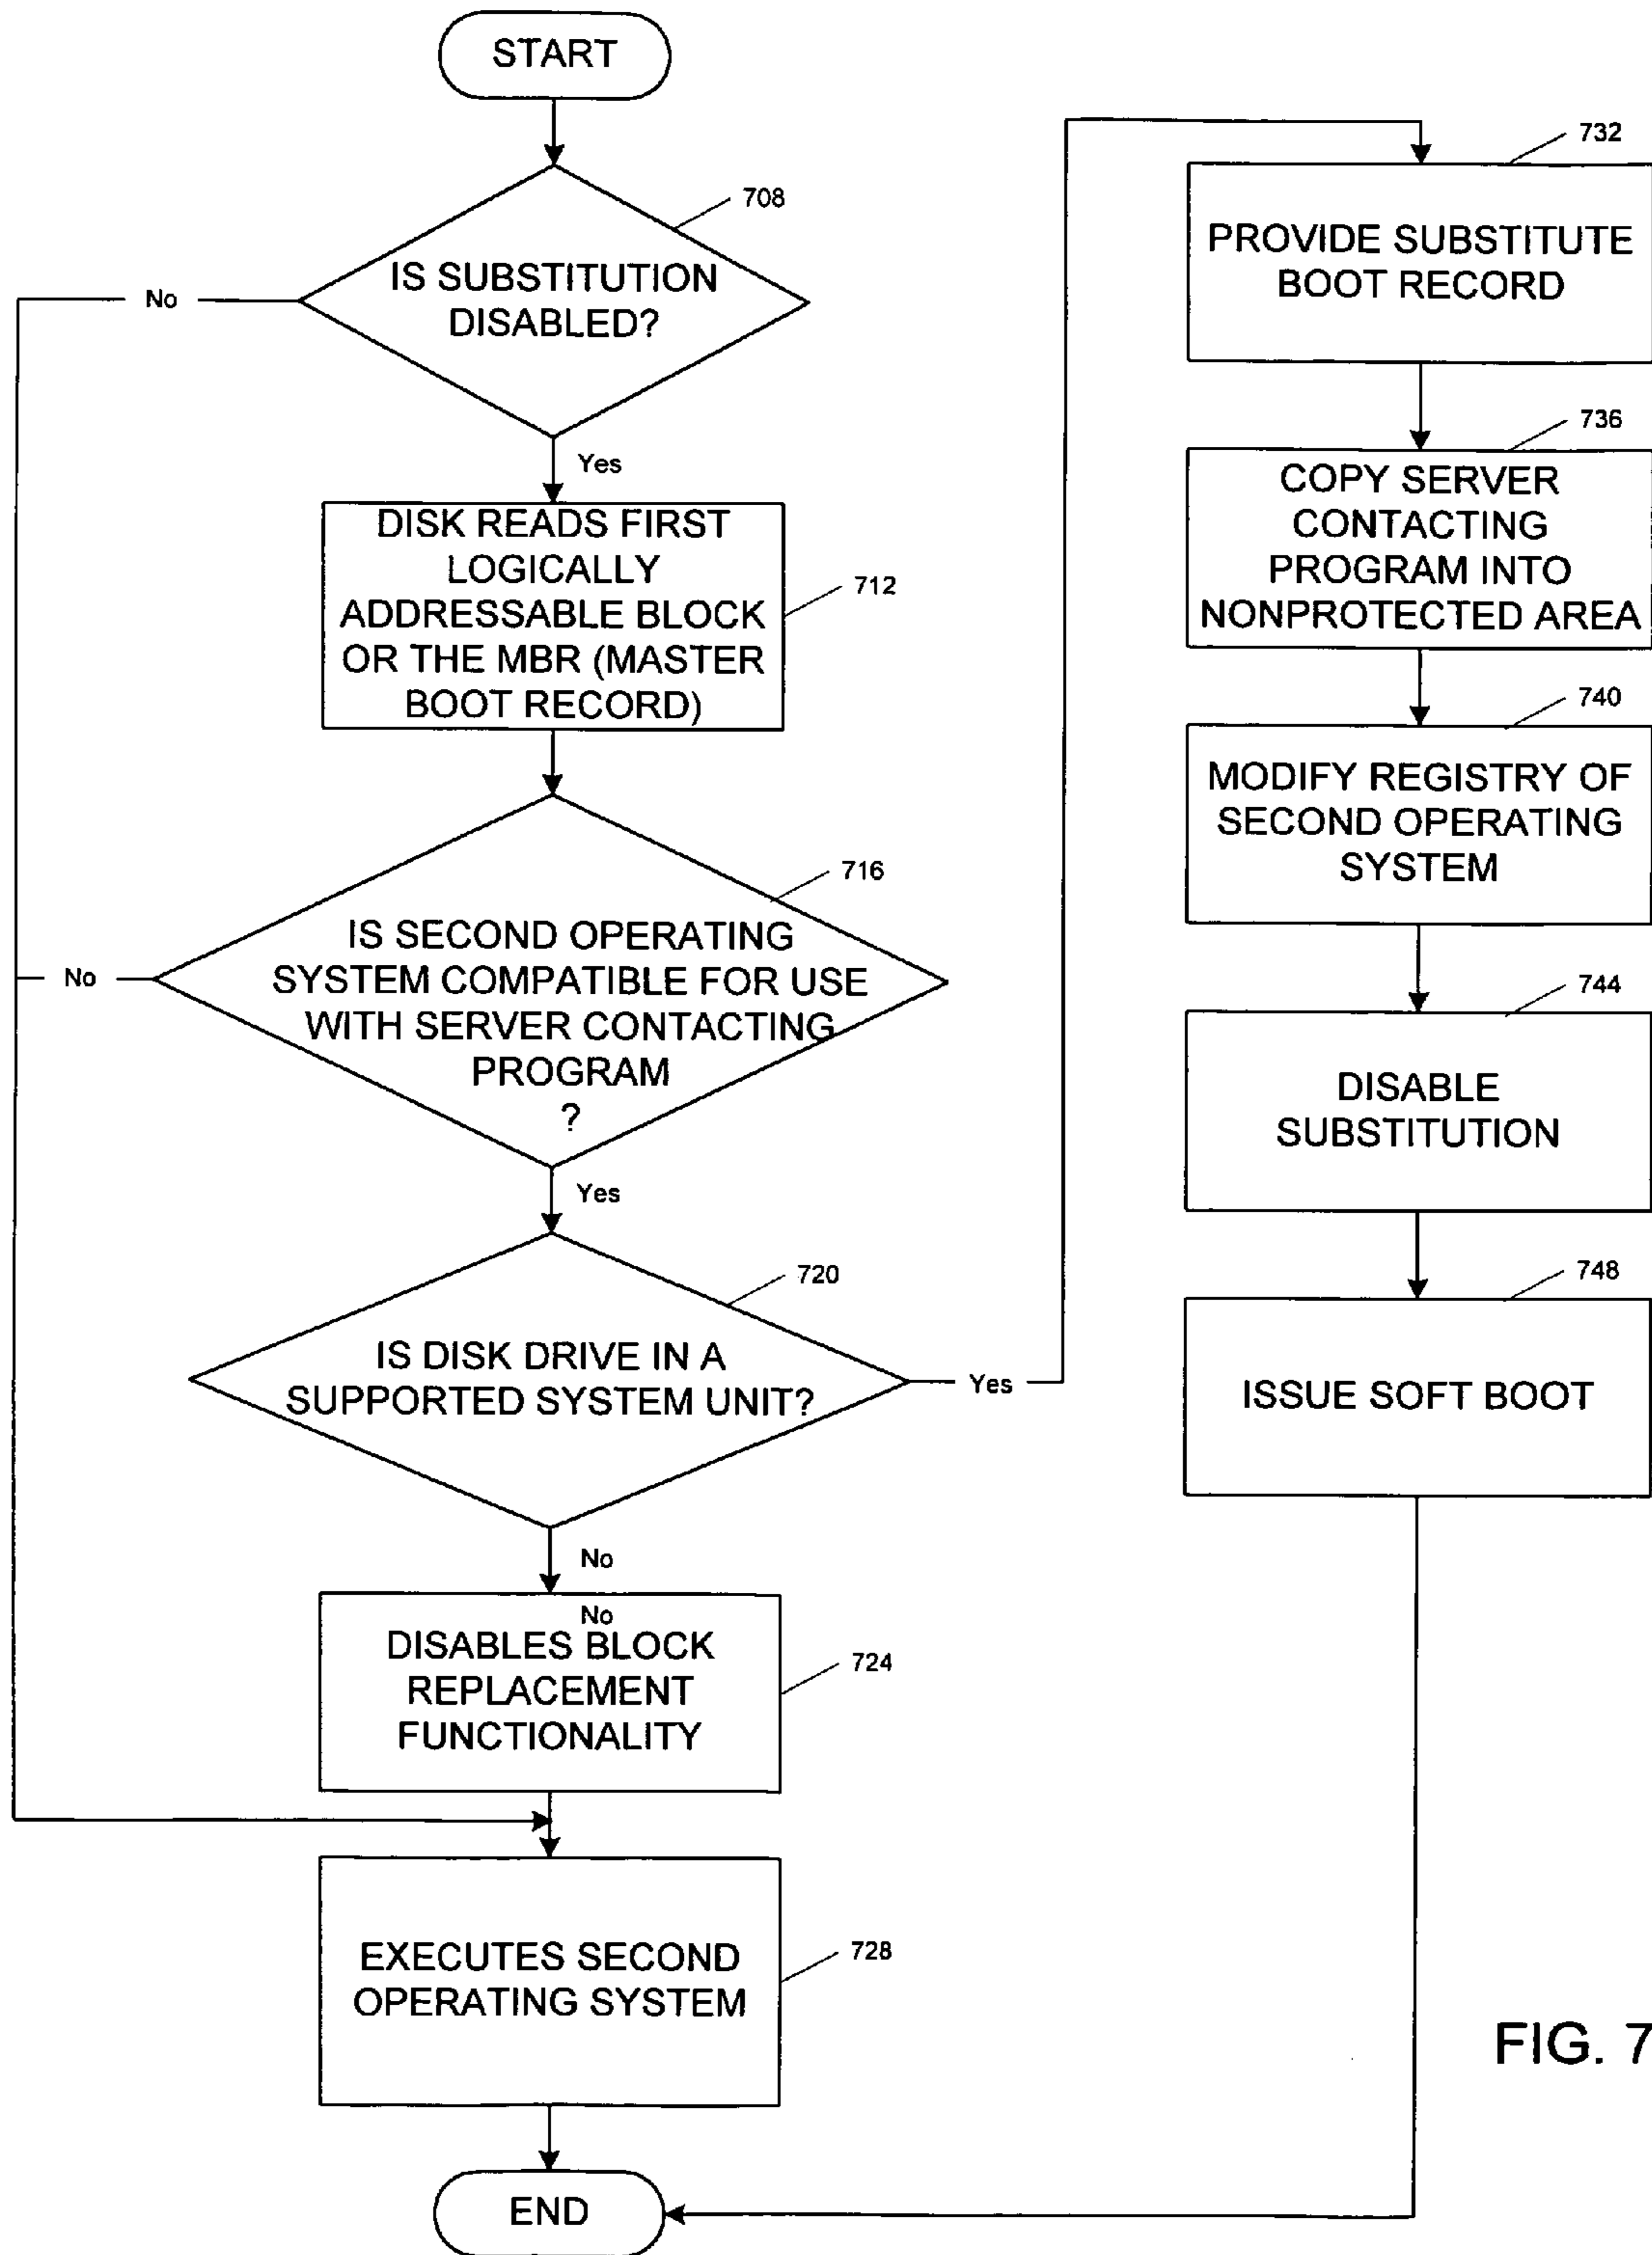 START
708
IS SUBSTITUTION
DISABLED?
No
Yes
DISK READS FIRST
LOGICALLY
ADDRESSABLE BLOCK
OR THE MBR (MASTER
BOOT RECORD)
712
716
IS SECOND OPERATING
SYSTEM COMPATIBLE FOR USE
WITH SERVER CONTACTING
PROGRAM
?
No
Yes
720
IS DISK DRIVE IN A
SUPPORTED SYSTEM UNIT?
Yes
No
No
DISABLES BLOCK
REPLACEMENT
FUNCTIONALITY
724
EXECUTES SECOND
OPERATING SYSTEM
728
END
732
PROVIDE SUBSTITUTE
BOOT RECORD
736
COPY SERVER
CONTACTING
PROGRAM INTO
NONPROTECTED AREA
740
MODIFY REGISTRY OF
SECOND OPERATING
SYSTEM
744
DISABLE
SUBSTITUTION
748
ISSUE SOFT BOOT
FIG. 7